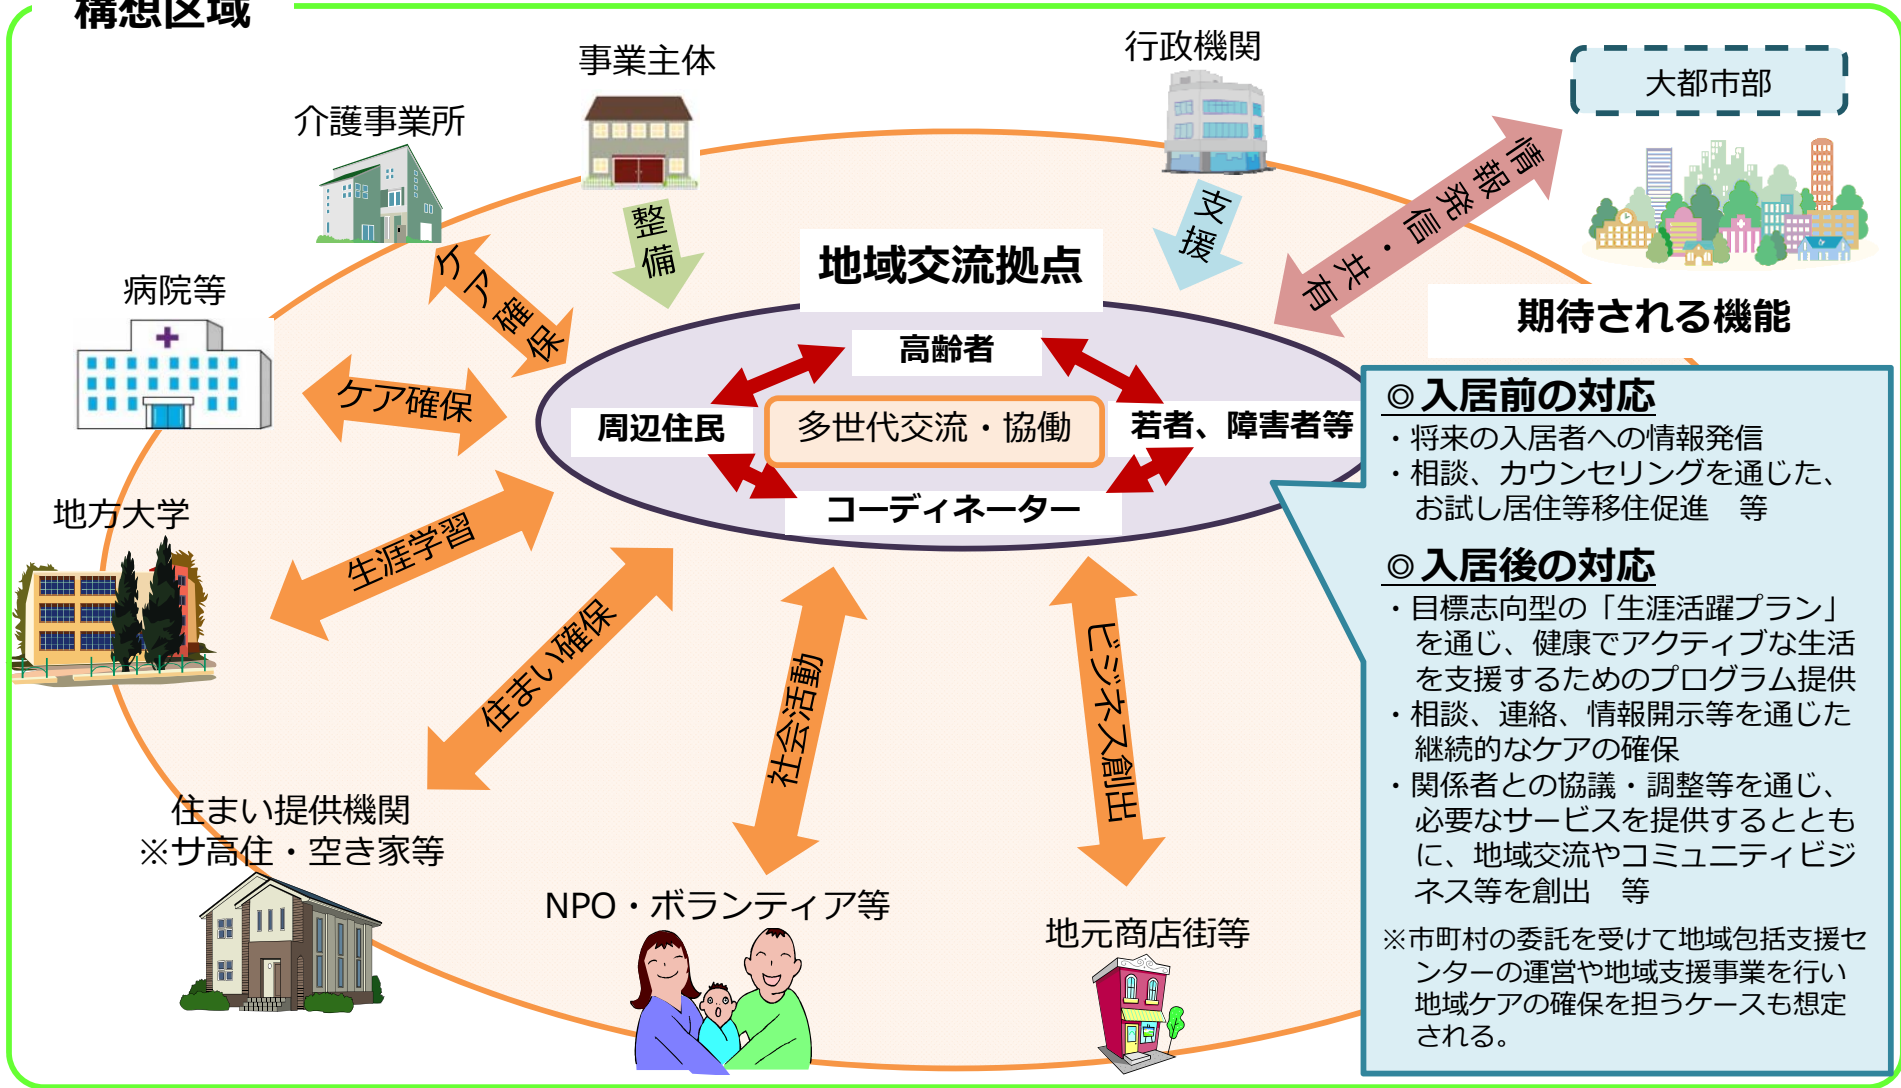 構想区域
事業主体
行政機関
大都市部
介護事業所
病院等
地方大学
住まい提供機関
※サ高住・空き家等
NPO・ボランティア等
地元商店街等
整備
支援
情報発信・共有
ケア確保
ケア確保
生涯学習
住まい確保
社会活動
ビジネス創出
地域交流拠点
高齢者
周辺住民
多世代交流・協働
若者、障害者等
コーディネーター
期待される機能
◎入居前の対応
・将来の入居者への情報発信
・相談、カウンセリングを通じた、
お試し居住等移住促進　等
◎入居後の対応
・目標志向型の「生涯活躍プラン」
を通じ、健康でアクティブな生活
を支援するためのプログラム提供
・相談、連絡、情報開示等を通じた
継続的なケアの確保
・関係者との協議・調整等を通じ、
必要なサービスを提供するととも
に、地域交流やコミュニティビジ
ネス等を創出　等
※市町村の委託を受けて地域包括支援セ
ンターの運営や地域支援事業を行い
地域ケアの確保を担うケースも想定
される。